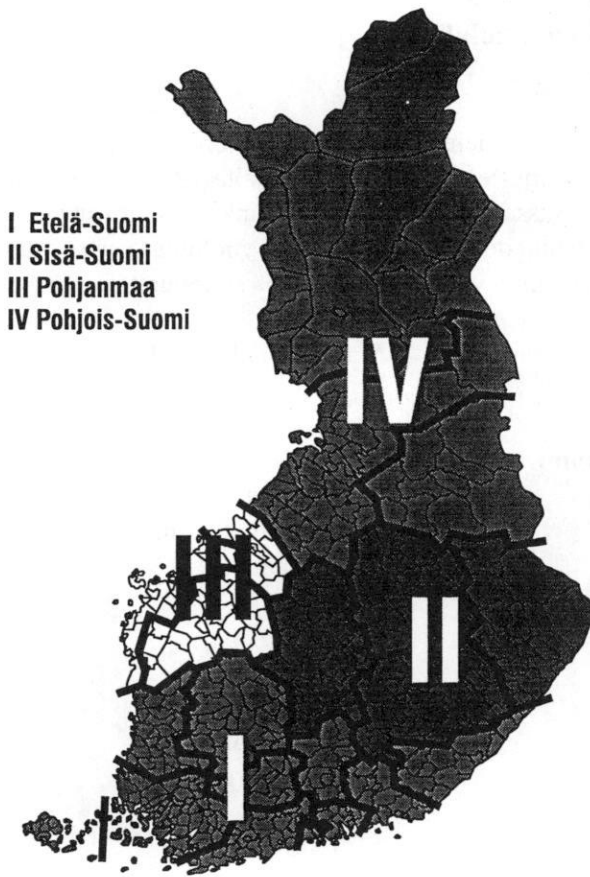 I Etelä-Suomi
II Sisä-Suomi
III Pohjanmaa
IV Pohjois-Suomi
IV
III
II
I